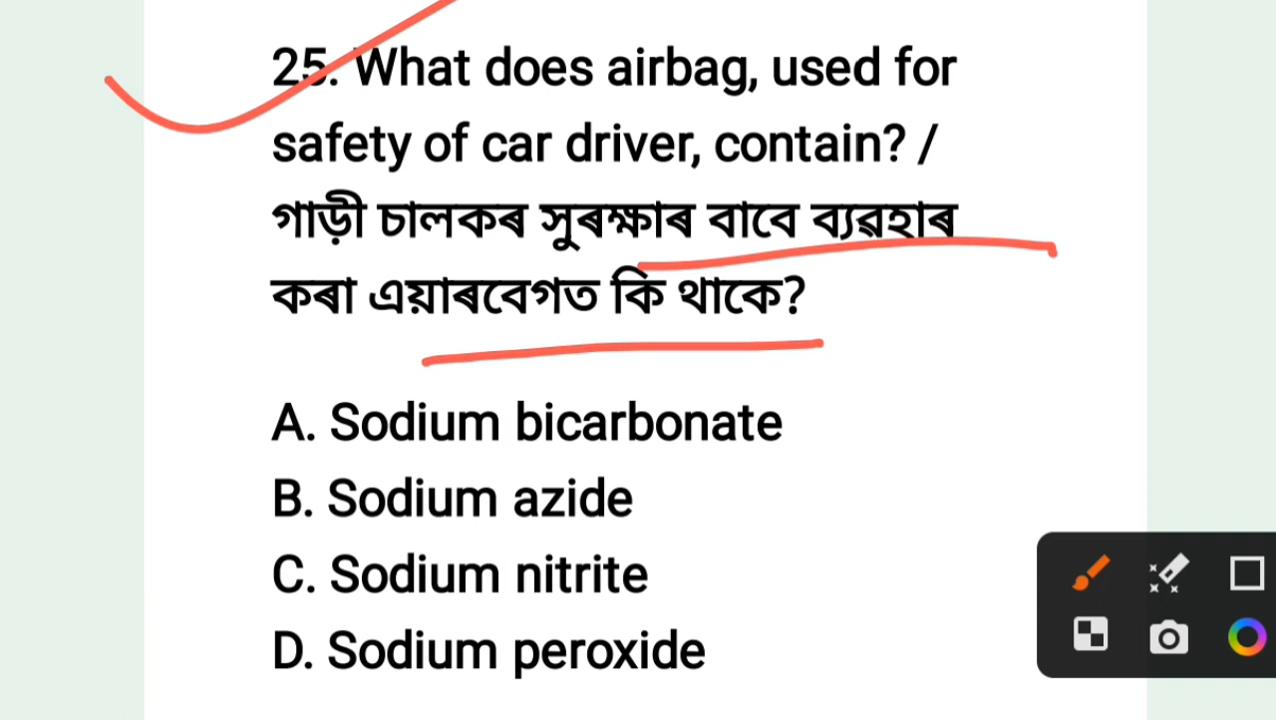 25. What does airbag, used for
safety of car driver, contain? /
গাড়ী চালকৰ সুৰক্ষাৰ বাবে ব্যৱহাৰ
কৰা এয়াৰবেগত কি থাকে?
A. Sodium bicarbonate
B. Sodium azide
C. Sodium nitrite
D. Sodium peroxide